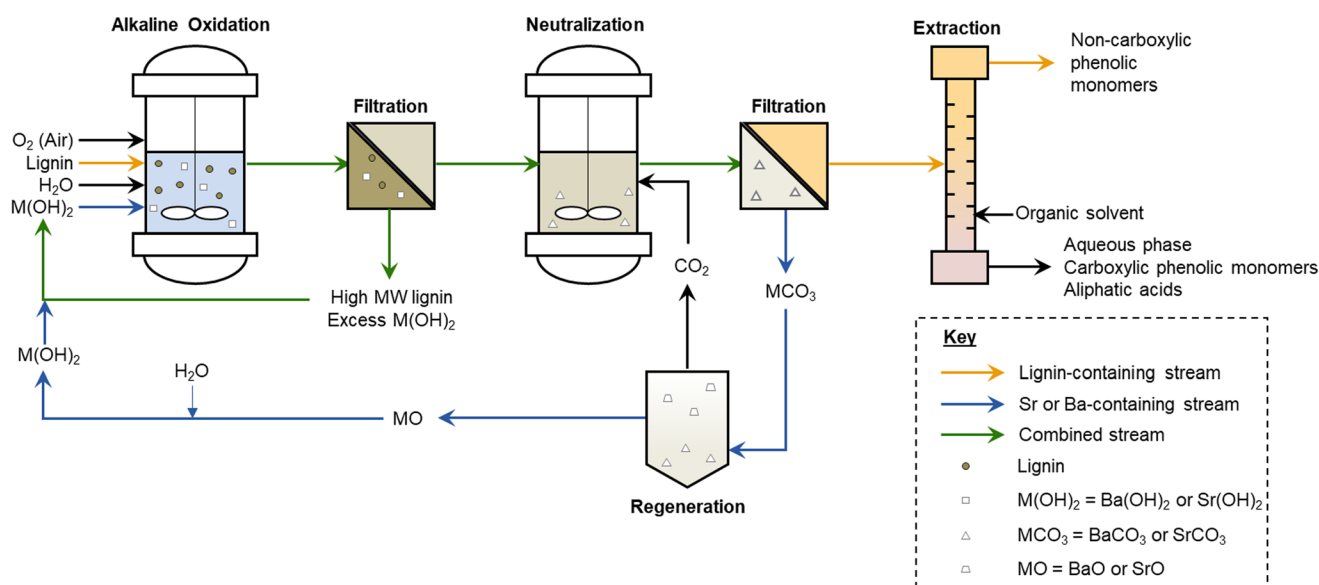 Alkaline Oxidation
Neutralization
Extraction
Non-carboxylic
phenolic
monomers
Filtration
Filtration
O₂ (Air)
Lignin
H₂O
M(OH)₂
Organic solvent
Aqueous phase
Carboxylic phenolic monomers
Aliphatic acids
CO₂
MCO₃
High MW lignin
Excess M(OH)₂
M(OH)₂
H₂O
MO
Regeneration
Key
Lignin-containing stream
Sr or Ba-containing stream
Combined stream
Lignin
M(OH)₂ = Ba(OH)₂ or Sr(OH)₂
MCO₃ = BaCO₃ or SrCO₃
MO = BaO or SrO